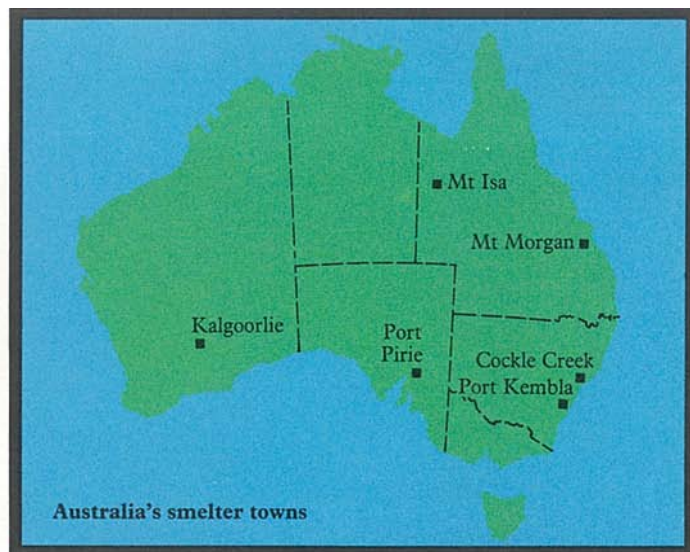 Mt Isa
Mt Morgan
Kalgoorlie
Port
Pirie
Cockle Creek
Port Kembla
Australia's smelter towns